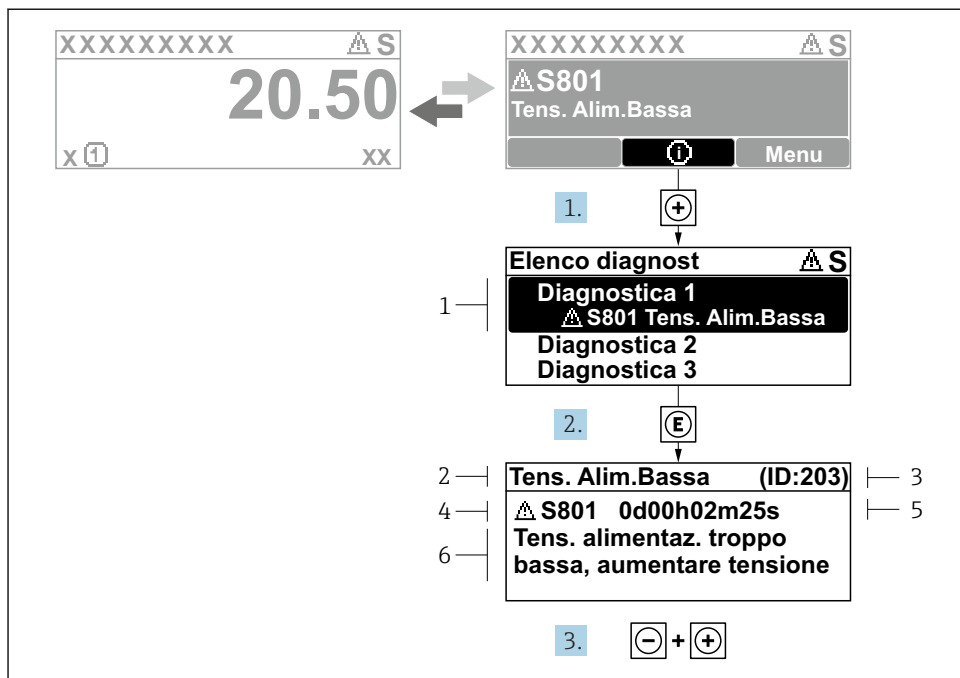 XXXXXXXXX ⚠ S
20.50
x 1 xx
XXXXXXXXX ⚠ S
⚠ S801
Tens. Alim.Bassa
i Menu
1. +
Elenco diagnost ⚠ S
1
Diagnostica 1
⚠ S801 Tens. Alim.Bassa
Diagnostica 2
Diagnostica 3
2. E
2 Tens. Alim.Bassa (ID:203) 3
4 ⚠ S801 0d00h02m25s 5
6
Tens. alimentaz. troppo
bassa, aumentare tensione
3. - + +